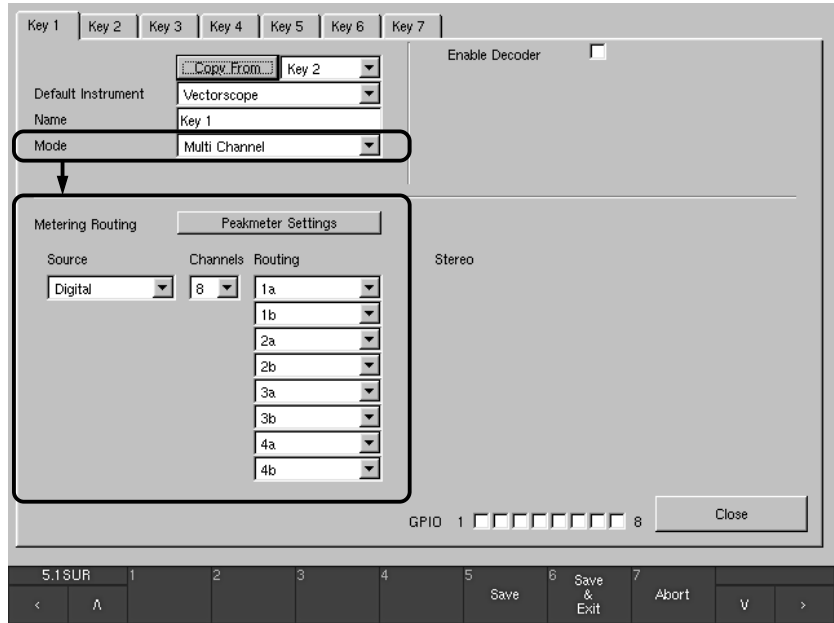 Key 1 Key 2 Key 3 Key 4 Key 5 Key 6 Key 7
Copy From Key 2
Enable Decoder
Default Instrument Vectorscope
Name Key 1
Mode Multi Channel
Metering Routing Peakmeter Settings
Source Channels Routing
Stereo
Digital 8 1a
1b
2a
2b
3a
3b
4a
4b
GPIO 1 8
Close
5.1SUR 1 2 3 4 5 6 7
Save
Save & Exit
Abort
< Λ V >